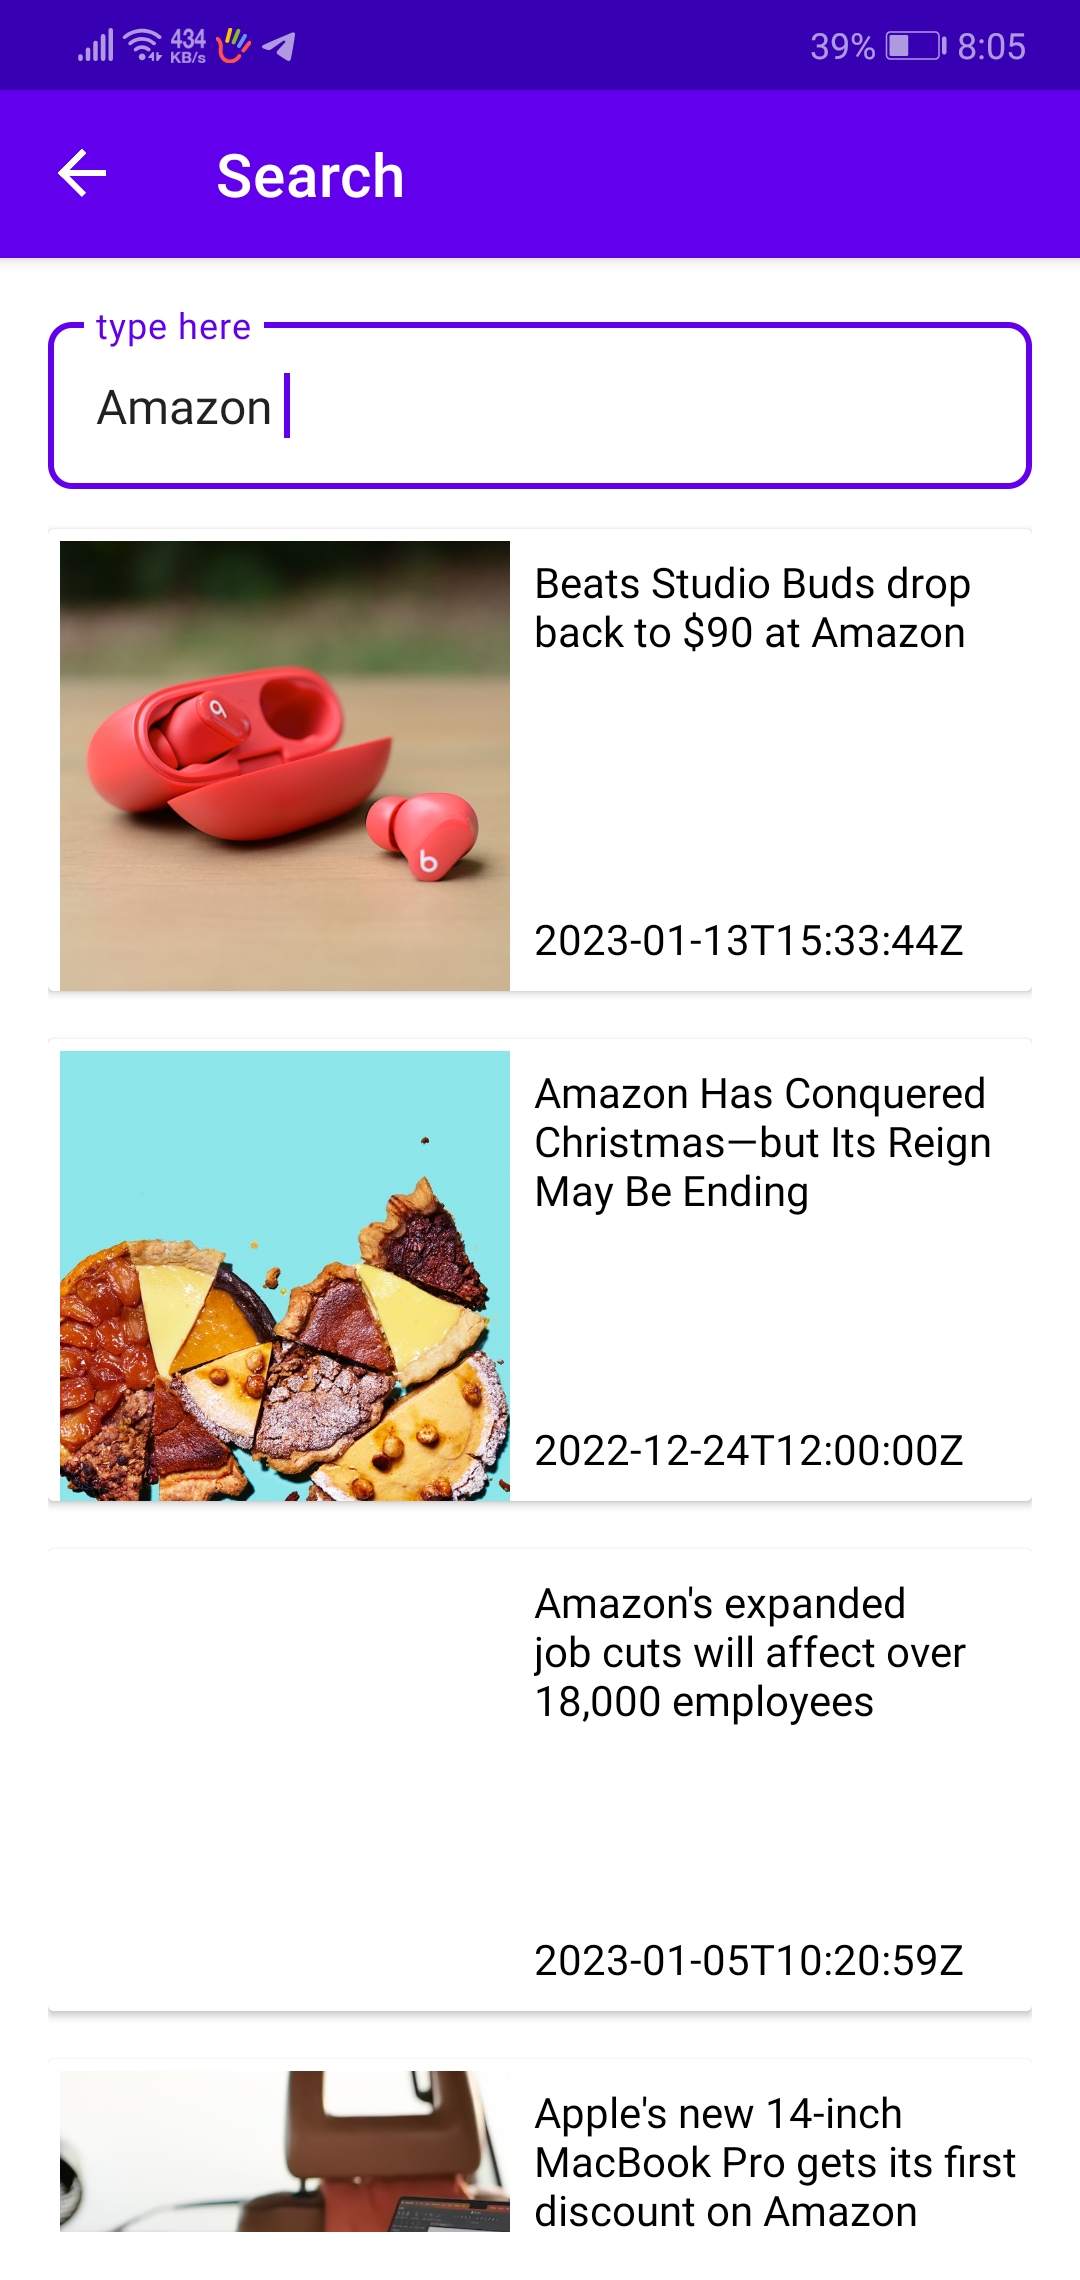 434
KB/s
39%
8:05
Search
type here
Amazon
Beats Studio Buds drop
back to $90 at Amazon
2023-01-13T15:33:44Z
Amazon Has Conquered
Christmas—but Its Reign
May Be Ending
2022-12-24T12:00:00Z
Amazon's expanded
job cuts will affect over
18,000 employees
2023-01-05T10:20:59Z
Apple's new 14-inch
MacBook Pro gets its first
discount on Amazon